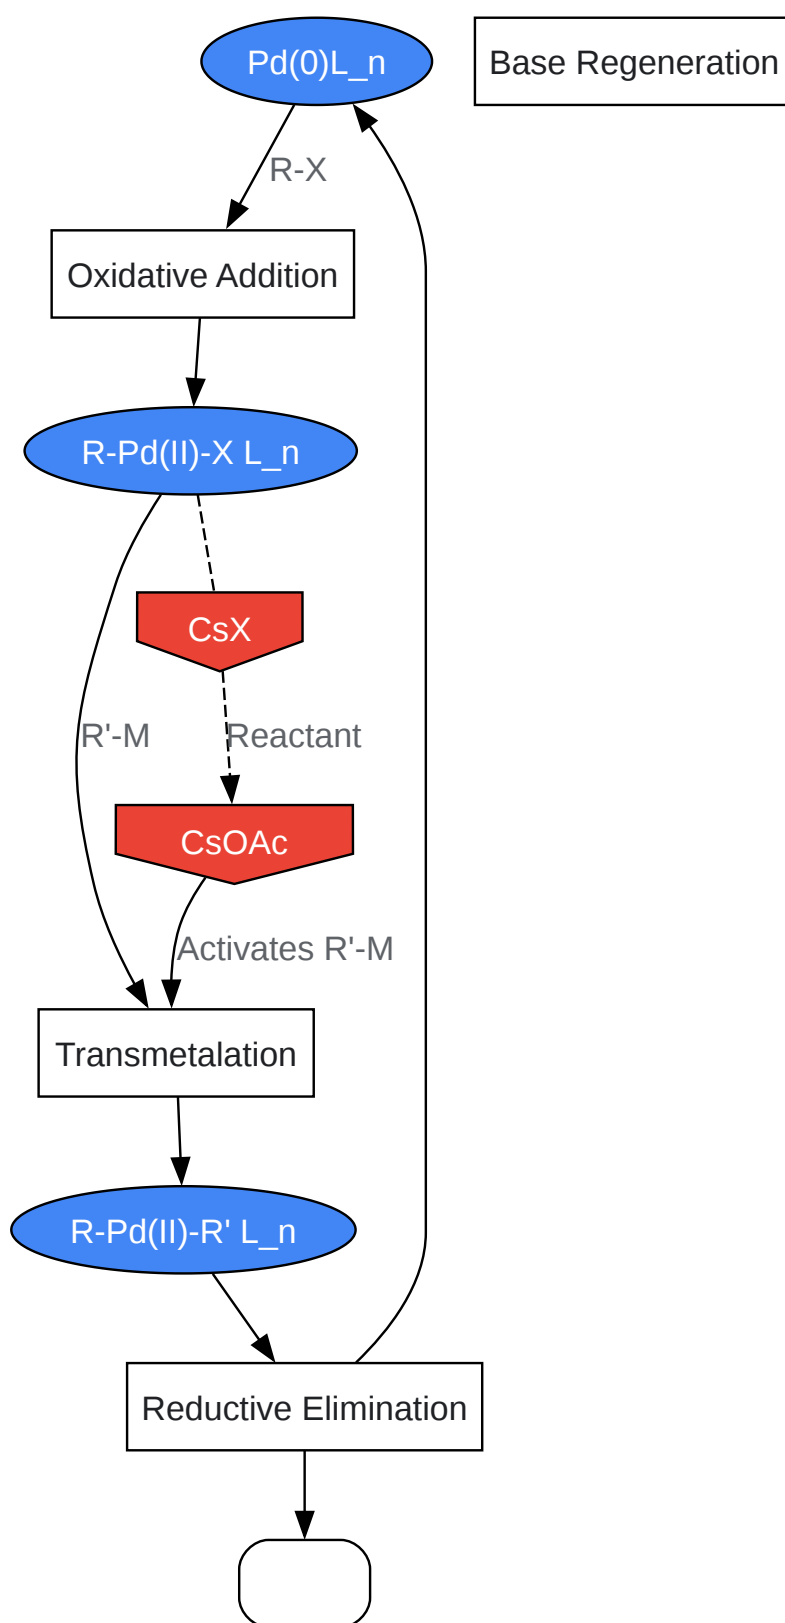 Pd(0)L_n
Base Regeneration
R-X
Oxidative Addition
R-Pd(II)-X L_n
CsX
R'-M
Reactant
CsOAc
Activates R'-M
Transmetalation
R-Pd(II)-R' L_n
Reductive Elimination